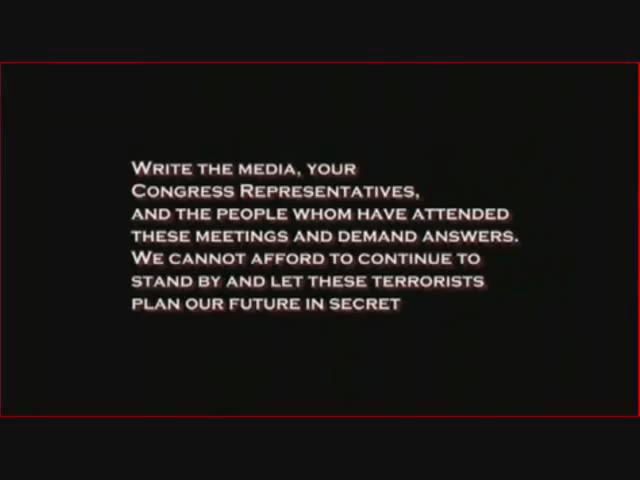 Write the media, your
Congress Representatives,
and the people whom have attended
these meetings and demand answers.
We cannot afford to continue to
stand by and let these terrorists
plan our future in secret